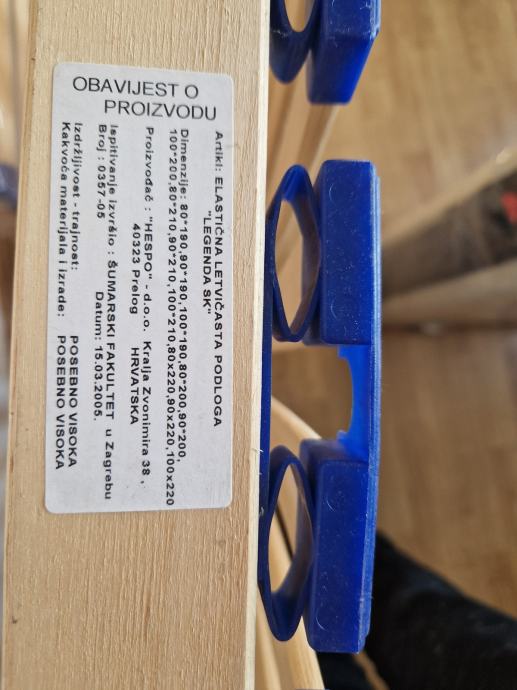 OBAVIJEST O
PROIZVODU
Artikl: ELASTIČNA LETVIČASTA PODLOGA
"LEGENDA SK"
Dimenzije: 80*190,90*190,100*190,80*200,90*200,
100*200,80*210,90*210,100*210,80x220,90x220,100x220
Proizvođač : "HESPO" - d.o.o. Kralja Zvonimira 38 ,
40323 Prelog HRVATSKA
Ispitivanje izvršio : ŠUMARSKI FAKULTET u Zagrebu
Broj : 0357-05 Datum: 15.03.2005.
Izdržljivost - trajnost: POSEBNO VISOKA
Kakvoća materijala i izrade: POSEBNO VISOKA